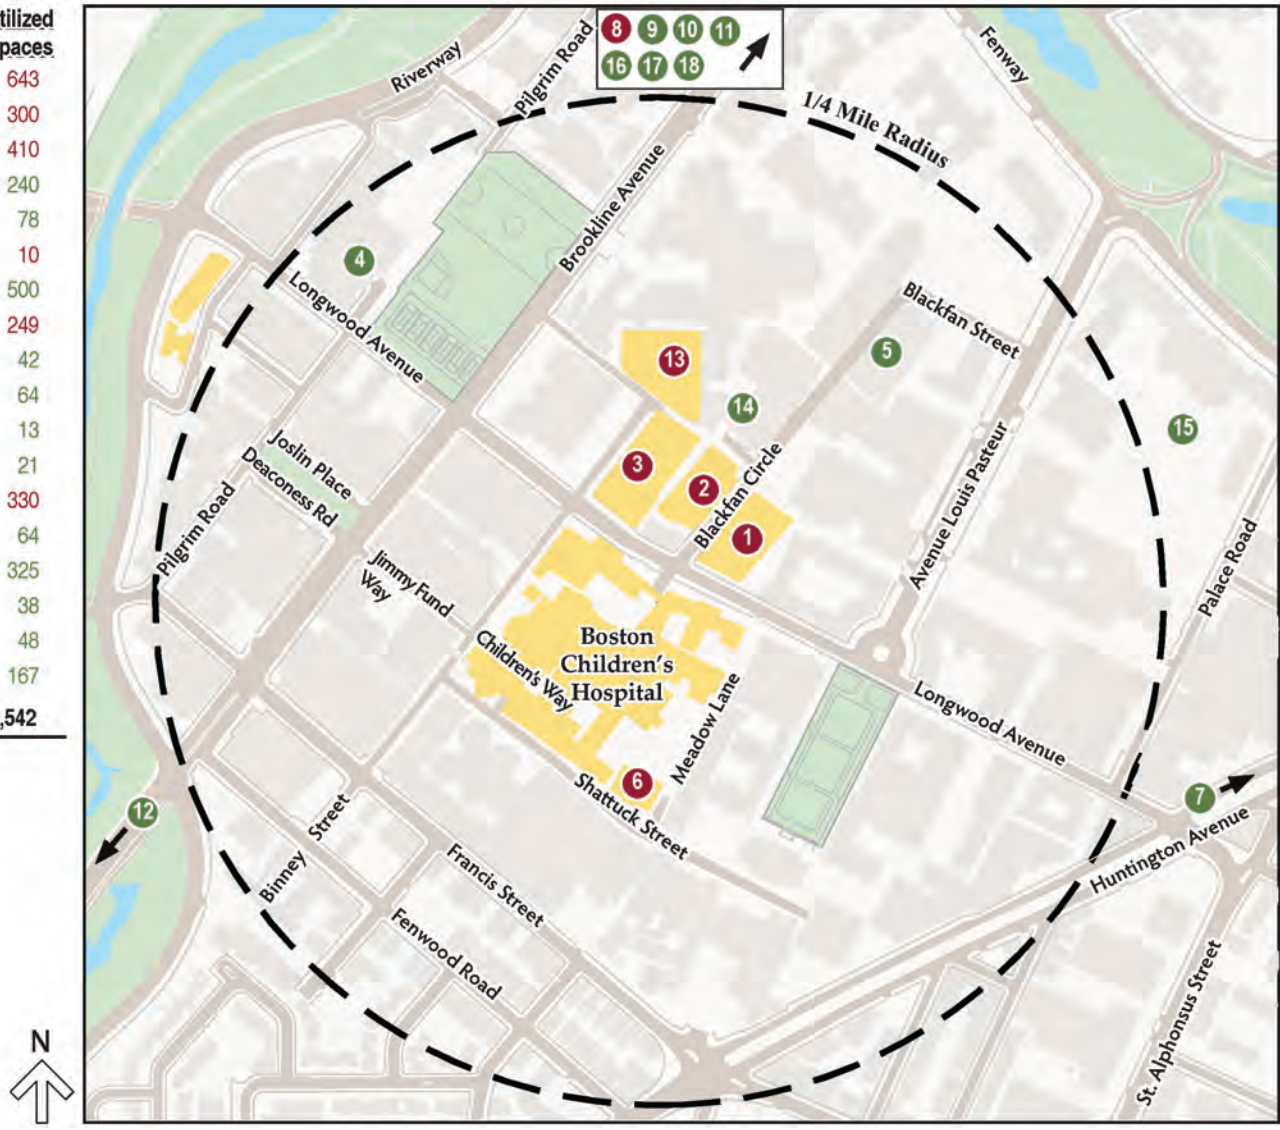 tilized
paces
643
300
410
240
78
10
500
249
42
64
13
21
330
64
325
38
48
167
,542
N
8 9 10 11
16 17 18
Riverway
Pilgrim Road
Fenway
1/4 Mile Radius
Brookline Avenue
4
Longwood Avenue
Blackfan Street
13
5
14
15
Joslin Place
Deaconess Rd
3
2
Blackfan Circle
1
Avenue Louis Pasteur
Pilgrim Road
Palace Road
Jimmy Fund
Way
Boston
Children's
Hospital
Children's Way
Meadow Lane
Longwood Avenue
6
Shattuck Street
7
12
Huntington Avenue
Binney Street
Francis Street
Fenwood Road
St. Alphonsus Street